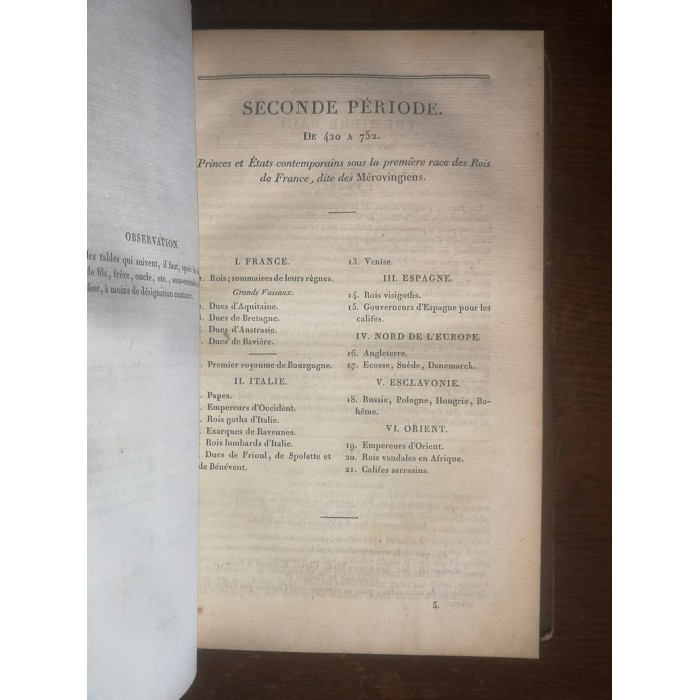 OBSERVATION.
les tables qui suivent, il faut, après les
de fils, frère, oncle, etc.,
à moins de désignation contraire.
SECONDE PÉRIODE.
DE 420 A 752.
Princes et États contemporains sous la première race des Rois
de France, dite des Mérovingiens.
I. FRANCE.
1. Rois; sommaires de leurs règnes.
Grands Vassaux.
. Ducs d'Aquitaine.
. Ducs de Bretagne.
. Ducs d'Austrasie.
. Ducs de Bavière.
. Premier royaume de Bourgogne.
II. ITALIE.
. Papes.
. Empereurs d'Occident.
. Rois goths d'Italie.
. Exarques de Ravennes.
Rois lombards d'Italie.
. Ducs de Frioul, de Spolette et
de Bénévent.
13. Venise.
III. ESPAGNE.
14. Rois visigoths.
15. Gouverneurs d'Espagne pour les
califes.
IV. NORD DE L'EUROPE.
16. Angleterre.
17. Ecosse, Suède, Danemarck.
V. ESCLAVONIE.
18. Russie, Pologne, Hongrie, Bo-
hême.
VI. ORIENT.
19. Empereurs d'Orient.
20. Rois vandales en Afrique.
21. Califes sarrasins.
5.